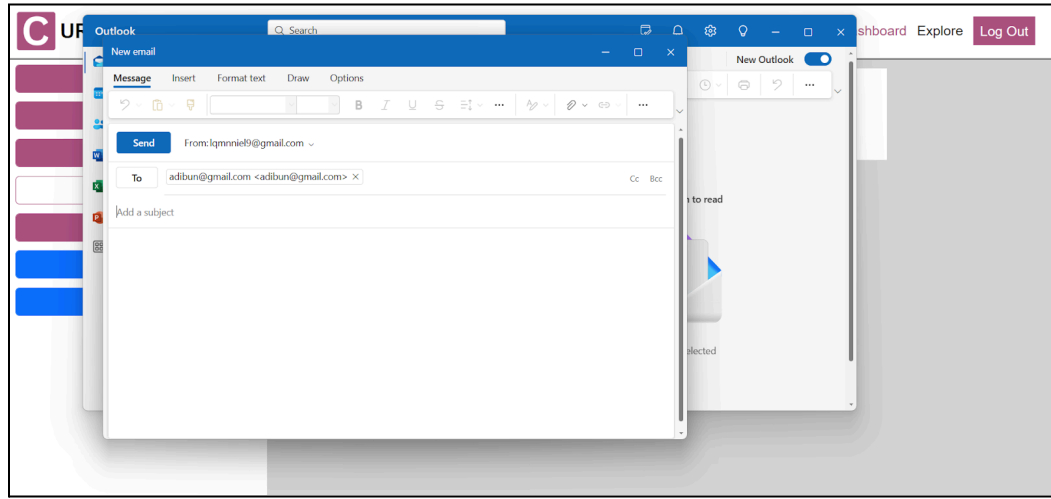 C UR
Outlook
Search
shboard Explore Log Out
New email
New Outlook
Message Insert Format text Draw Options
B I U S
Send From: lqmnniel9@gmail.com
To adibun@gmail.com <adibun@gmail.com> Cc Bcc
to read
Add a subject
elected